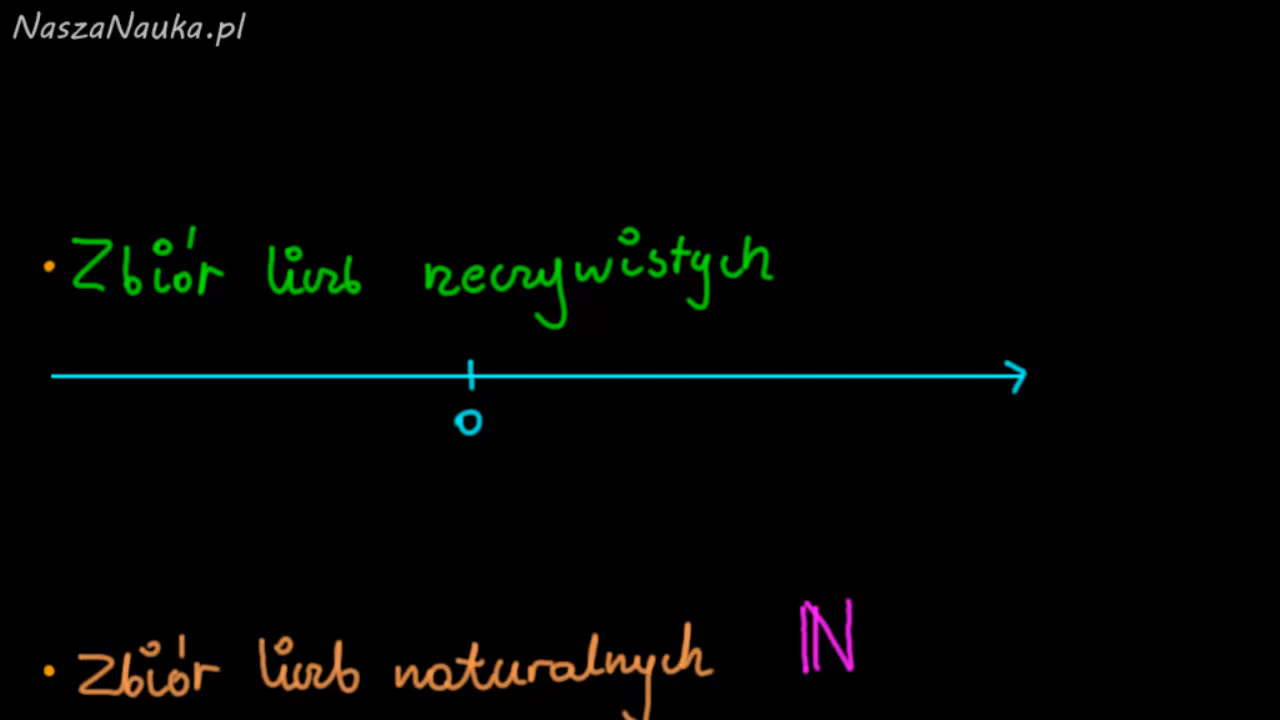 NaszaNauka.pl
• Zbiór liczb rzeczywistych
0
• Zbiór liczb naturalnych ℕ